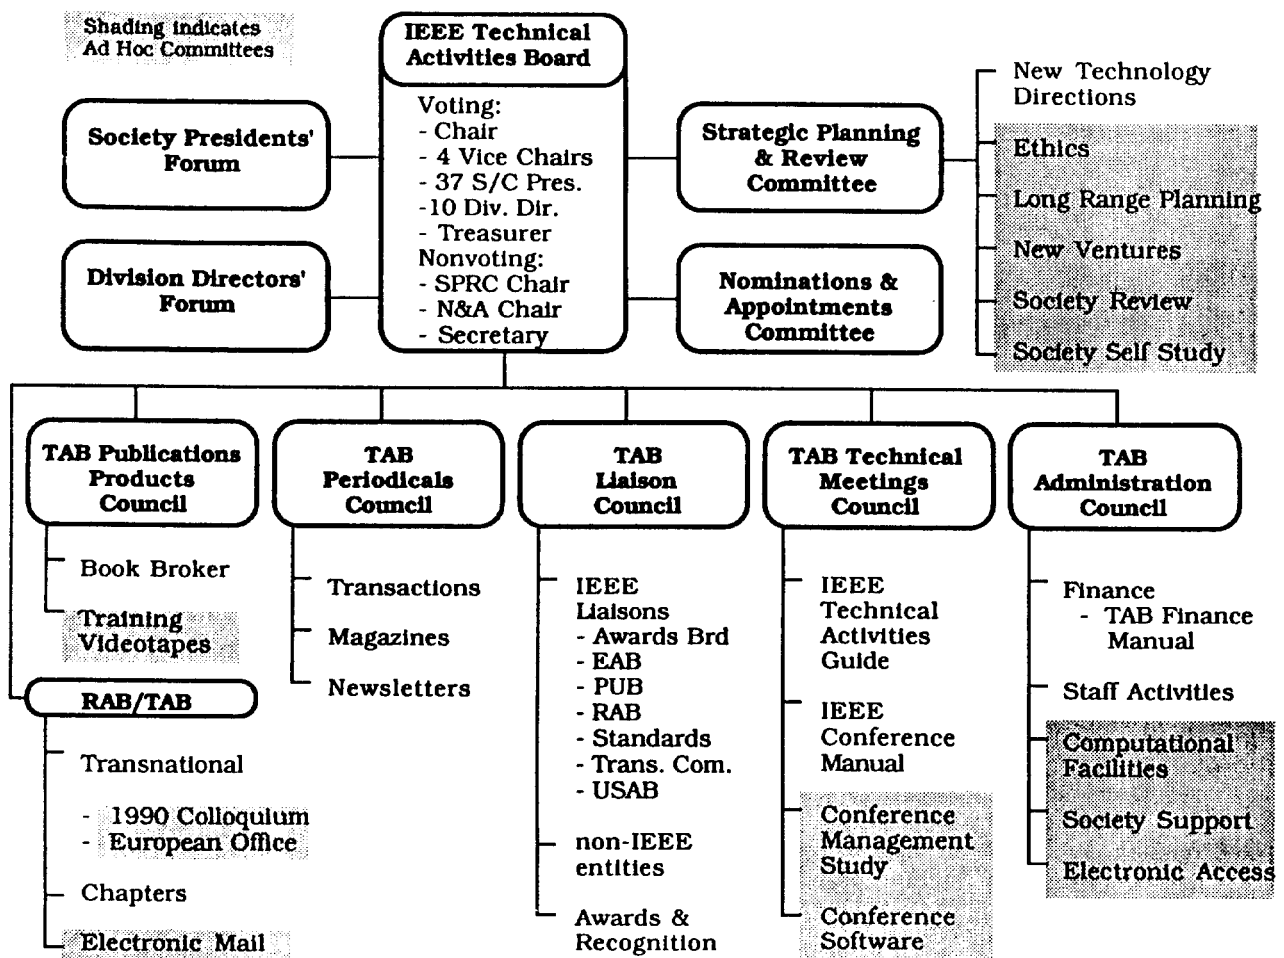 Shading indicates
Ad Hoc Committees
IEEE Technical
Activities Board
Voting:
- Chair
- 4 Vice Chairs
- 37 S/C Pres.
-10 Div. Dir.
- Treasurer
Nonvoting:
- SPRC Chair
- N&A Chair
- Secretary
Society Presidents'
Forum
Division Directors'
Forum
Strategic Planning
& Review
Committee
Nominations &
Appointments
Committee
New Technology
Directions
Ethics
Long Range Planning
New Ventures
Society Review
Society Self Study
TAB Publications
Products
Council
Book Broker
Training
Videotapes
RAB/TAB
Transnational
- 1990 Colloquium
- European Office
Chapters
Electronic Mail
TAB
Periodicals
Council
Transactions
Magazines
Newsletters
TAB
Liaison
Council
IEEE
Liaisons
- Awards Brd
- EAB
- PUB
- RAB
- Standards
- Trans. Com.
- USAB
non-IEEE
entities
Awards &
Recognition
TAB Technical
Meetings
Council
IEEE
Technical
Activities
Guide
IEEE
Conference
Manual
Conference
Management
Study
Conference
Software
TAB
Administration
Council
Finance
- TAB Finance
Manual
Staff Activities
Computational
Facilities
Society Support
Electronic Access